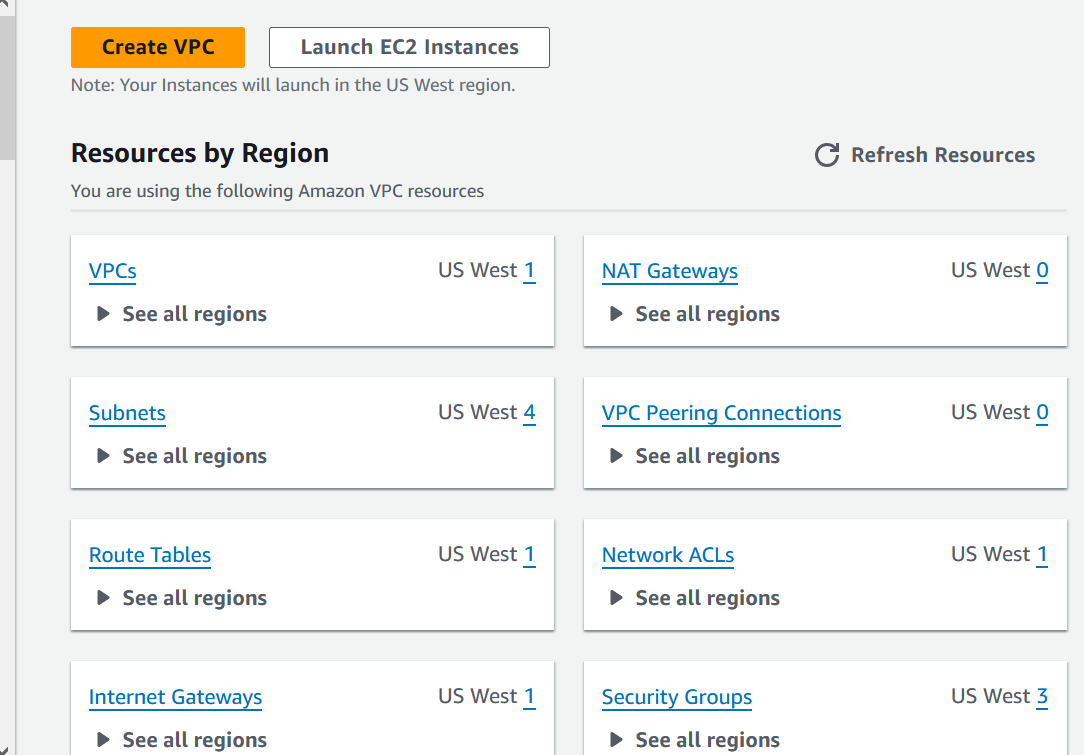 Create VPC
Launch EC2 Instances
Note: Your Instances will launch in the US West region.
Resources by Region
Refresh Resources
You are using the following Amazon VPC resources
VPCs
US West 1
See all regions
NAT Gateways
US West 0
See all regions
Subnets
US West 4
See all regions
VPC Peering Connections
US West 0
See all regions
Route Tables
US West 1
See all regions
Network ACLs
US West 1
See all regions
Internet Gateways
US West 1
See all regions
Security Groups
US West 3
See all regions